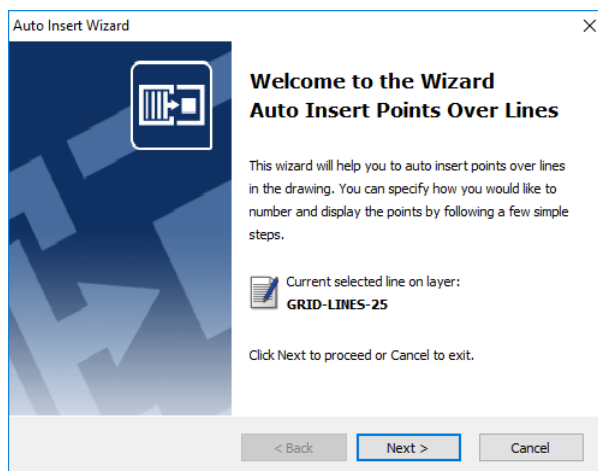 Auto Insert Wizard
Welcome to the Wizard
Auto Insert Points Over Lines
This wizard will help you to auto insert points over lines
in the drawing. You can specify how you would like to
number and display the points by following a few simple
steps.
Current selected line on layer:
GRID-LINES-25
Click Next to proceed or Cancel to exit.
< Back Next > Cancel